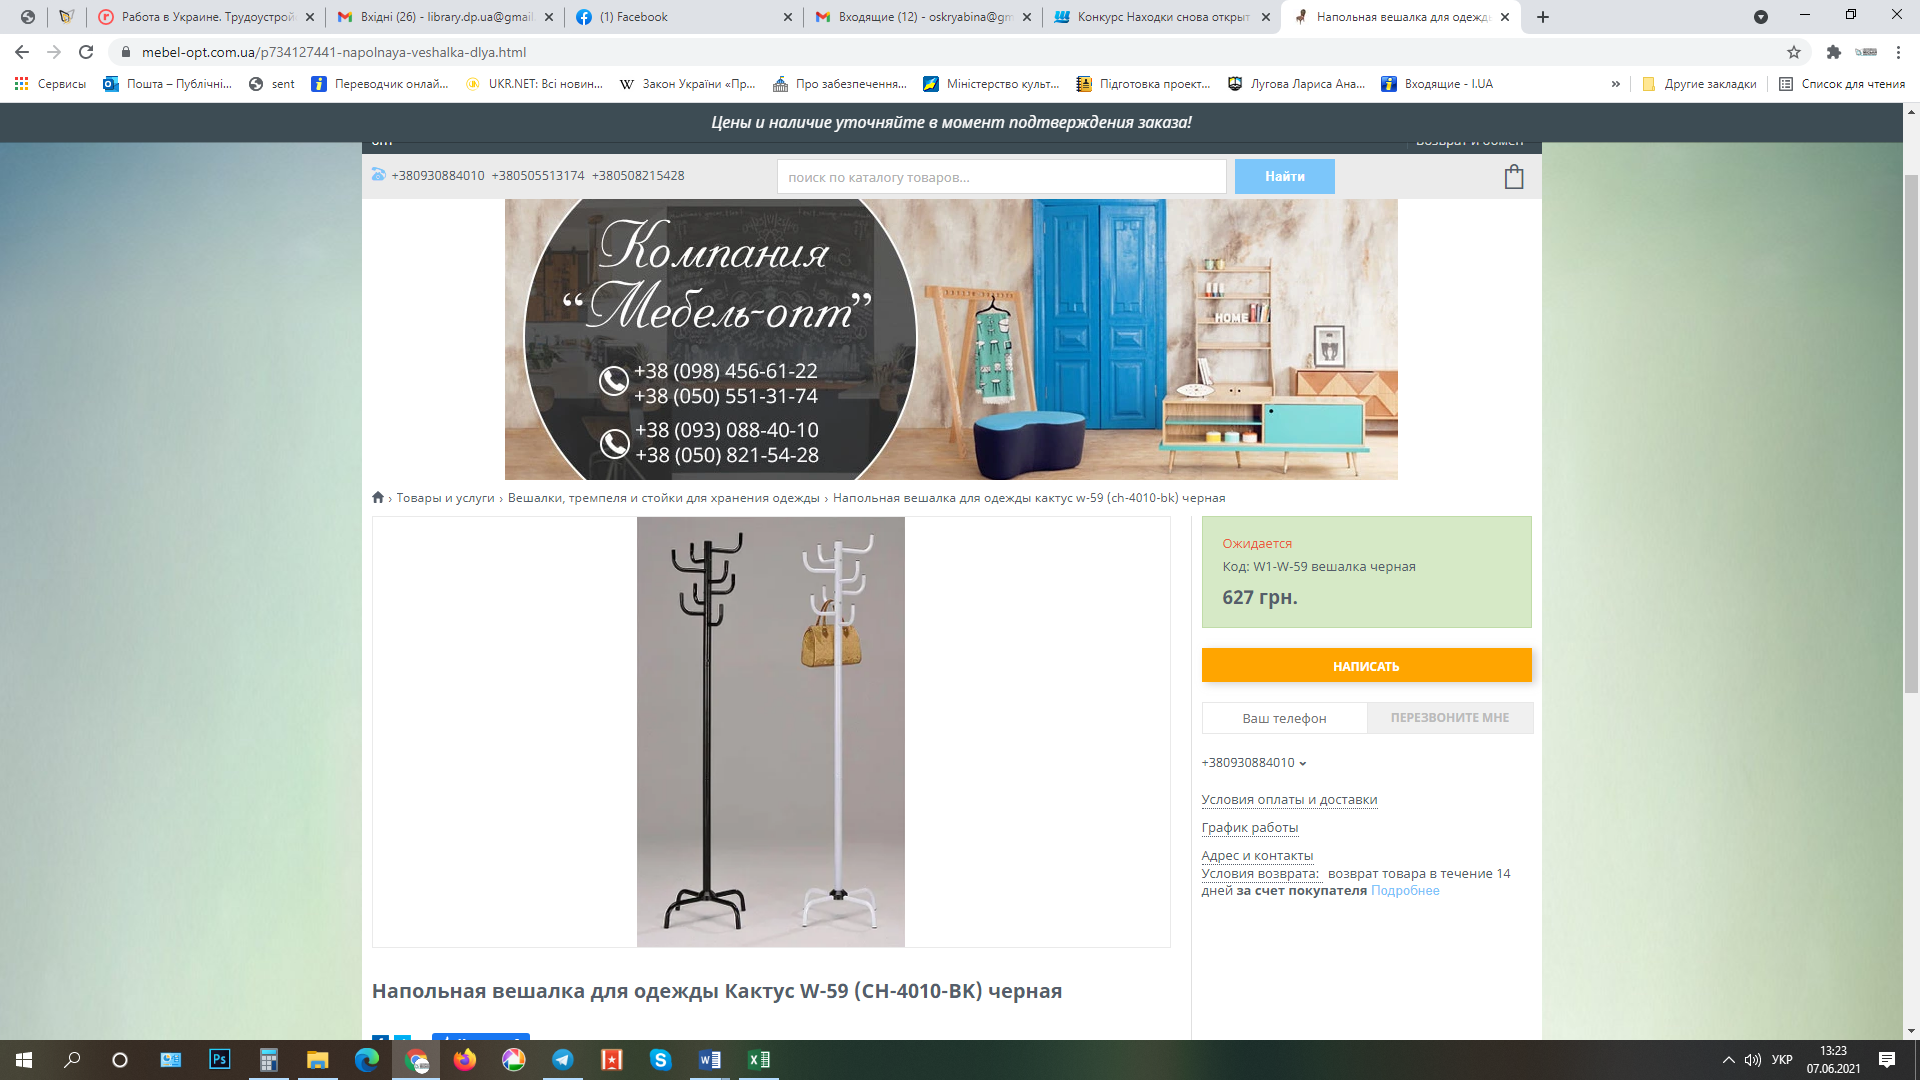 Работа в Украине. Трудоустрой
Вхідні (26) - library.dp.ua@gmail.
(1) Facebook
Входящие (12) - oskryabina@gm
Конкурс Находки снова открыт
Напольная вешалка для одежды
mebel-opt.com.ua/p734127441-napolnaya-veshalka-dlya.html
Сервисы
Пошта – Публічні...
sent
Переводчик онлай...
UKR.NET: Всі новин...
Закон України «Пр...
Про забезпечення...
Міністерство культ...
Підготовка проект...
Лугова Лариса Ана...
Входящие - I.UA
»
Другие закладки
Список для чтения
Цены и наличие уточняйте в момент подтверждения заказа!
Возврат и обмен
+380930884010 +380505513174 +380508215428
поиск по каталогу товаров...
Найти
Компания
“Мебель-опт”
+38 (098) 456-61-22
+38 (050) 551-31-74
+38 (093) 088-40-10
+38 (050) 821-54-28
HOME
› Товары и услуги › Вешалки, тремпеля и стойки для хранения одежды › Напольная вешалка для одежды кактус w-59 (ch-4010-bk) черная
Ожидается
Код: W1-W-59 вешалка черная
627 грн.
НАПИСАТЬ
Ваш телефон
ПЕРЕЗВОНИТЕ МНЕ
+380930884010
Условия оплаты и доставки
График работы
Адрес и контакты
Условия возврата: возврат товара в течение 14
дней за счет покупателя Подробнее
Напольная вешалка для одежды Кактус W-59 (CH-4010-BK) черная
Ps
УКР
13:23
07.06.2021